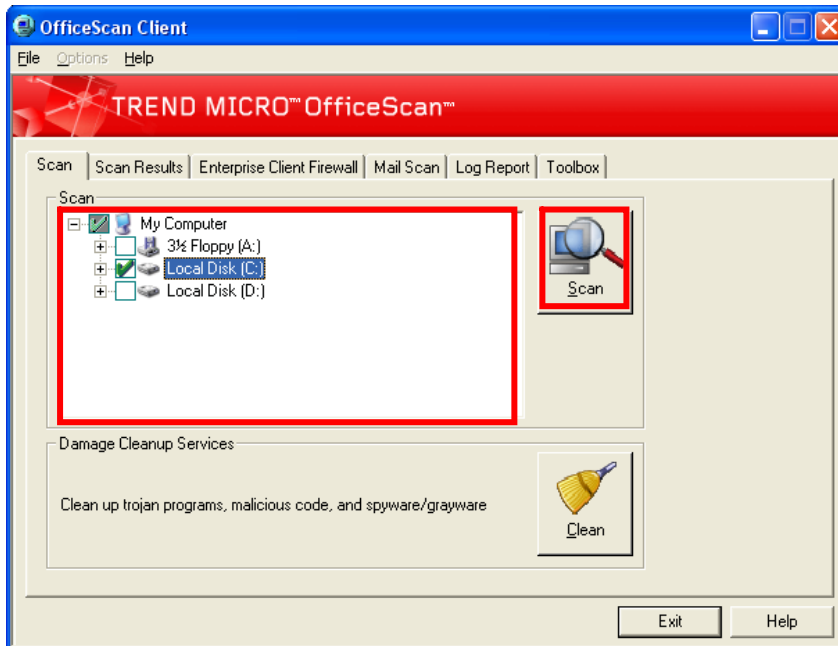 OfficeScan Client
File Options Help
TREND MICRO™ OfficeScan™
Scan Scan Results Enterprise Client Firewall Mail Scan Log Report Toolbox
Scan
My Computer
3½ Floppy (A:)
Local Disk (C:)
Local Disk (D:)
Scan
Damage Cleanup Services
Clean up trojan programs, malicious code, and spyware/grayware
Clean
Exit Help